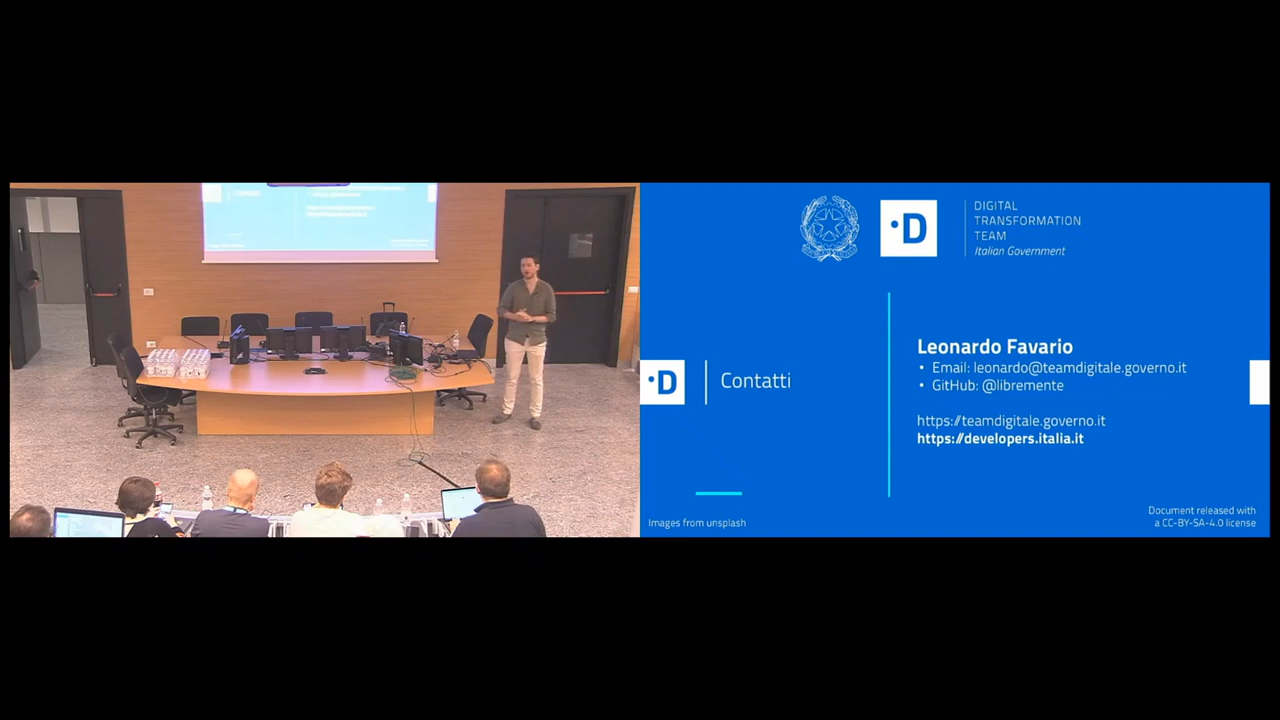 DIGITAL
TRANSFORMATION
TEAM
Italian Government
·D
·D
Contatti
Leonardo Favario
• Email: leonardo@teamdigitale.governo.it
• GitHub: @libremente
https://teamdigitale.governo.it
https://developers.italia.it
Images from unsplash
Document released with
a CC-BY-SA-4.0 license